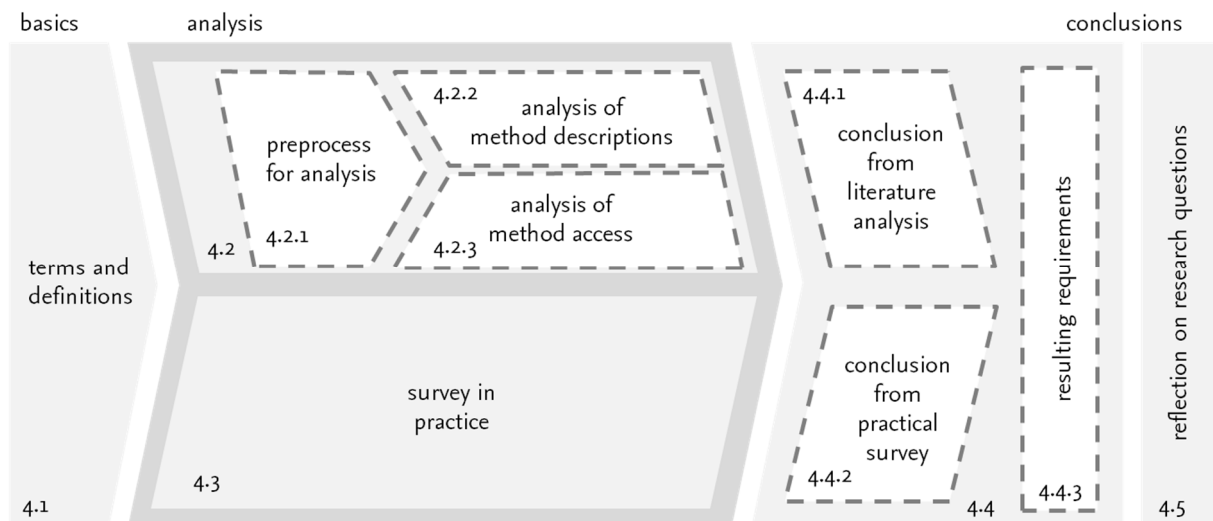 basics
analysis
conclusions
terms and
definitions
4.1
preprocess
for analysis
4.2.1
4.2.2
analysis of
method descriptions
analysis of
method access
4.2.3
4.2
survey in
practice
4.3
4.4.1
conclusion
from
literature
analysis
conclusion
from
practical
survey
4.4.2
4.4
resulting requirements
4.4.3
reflection on research questions
4.5